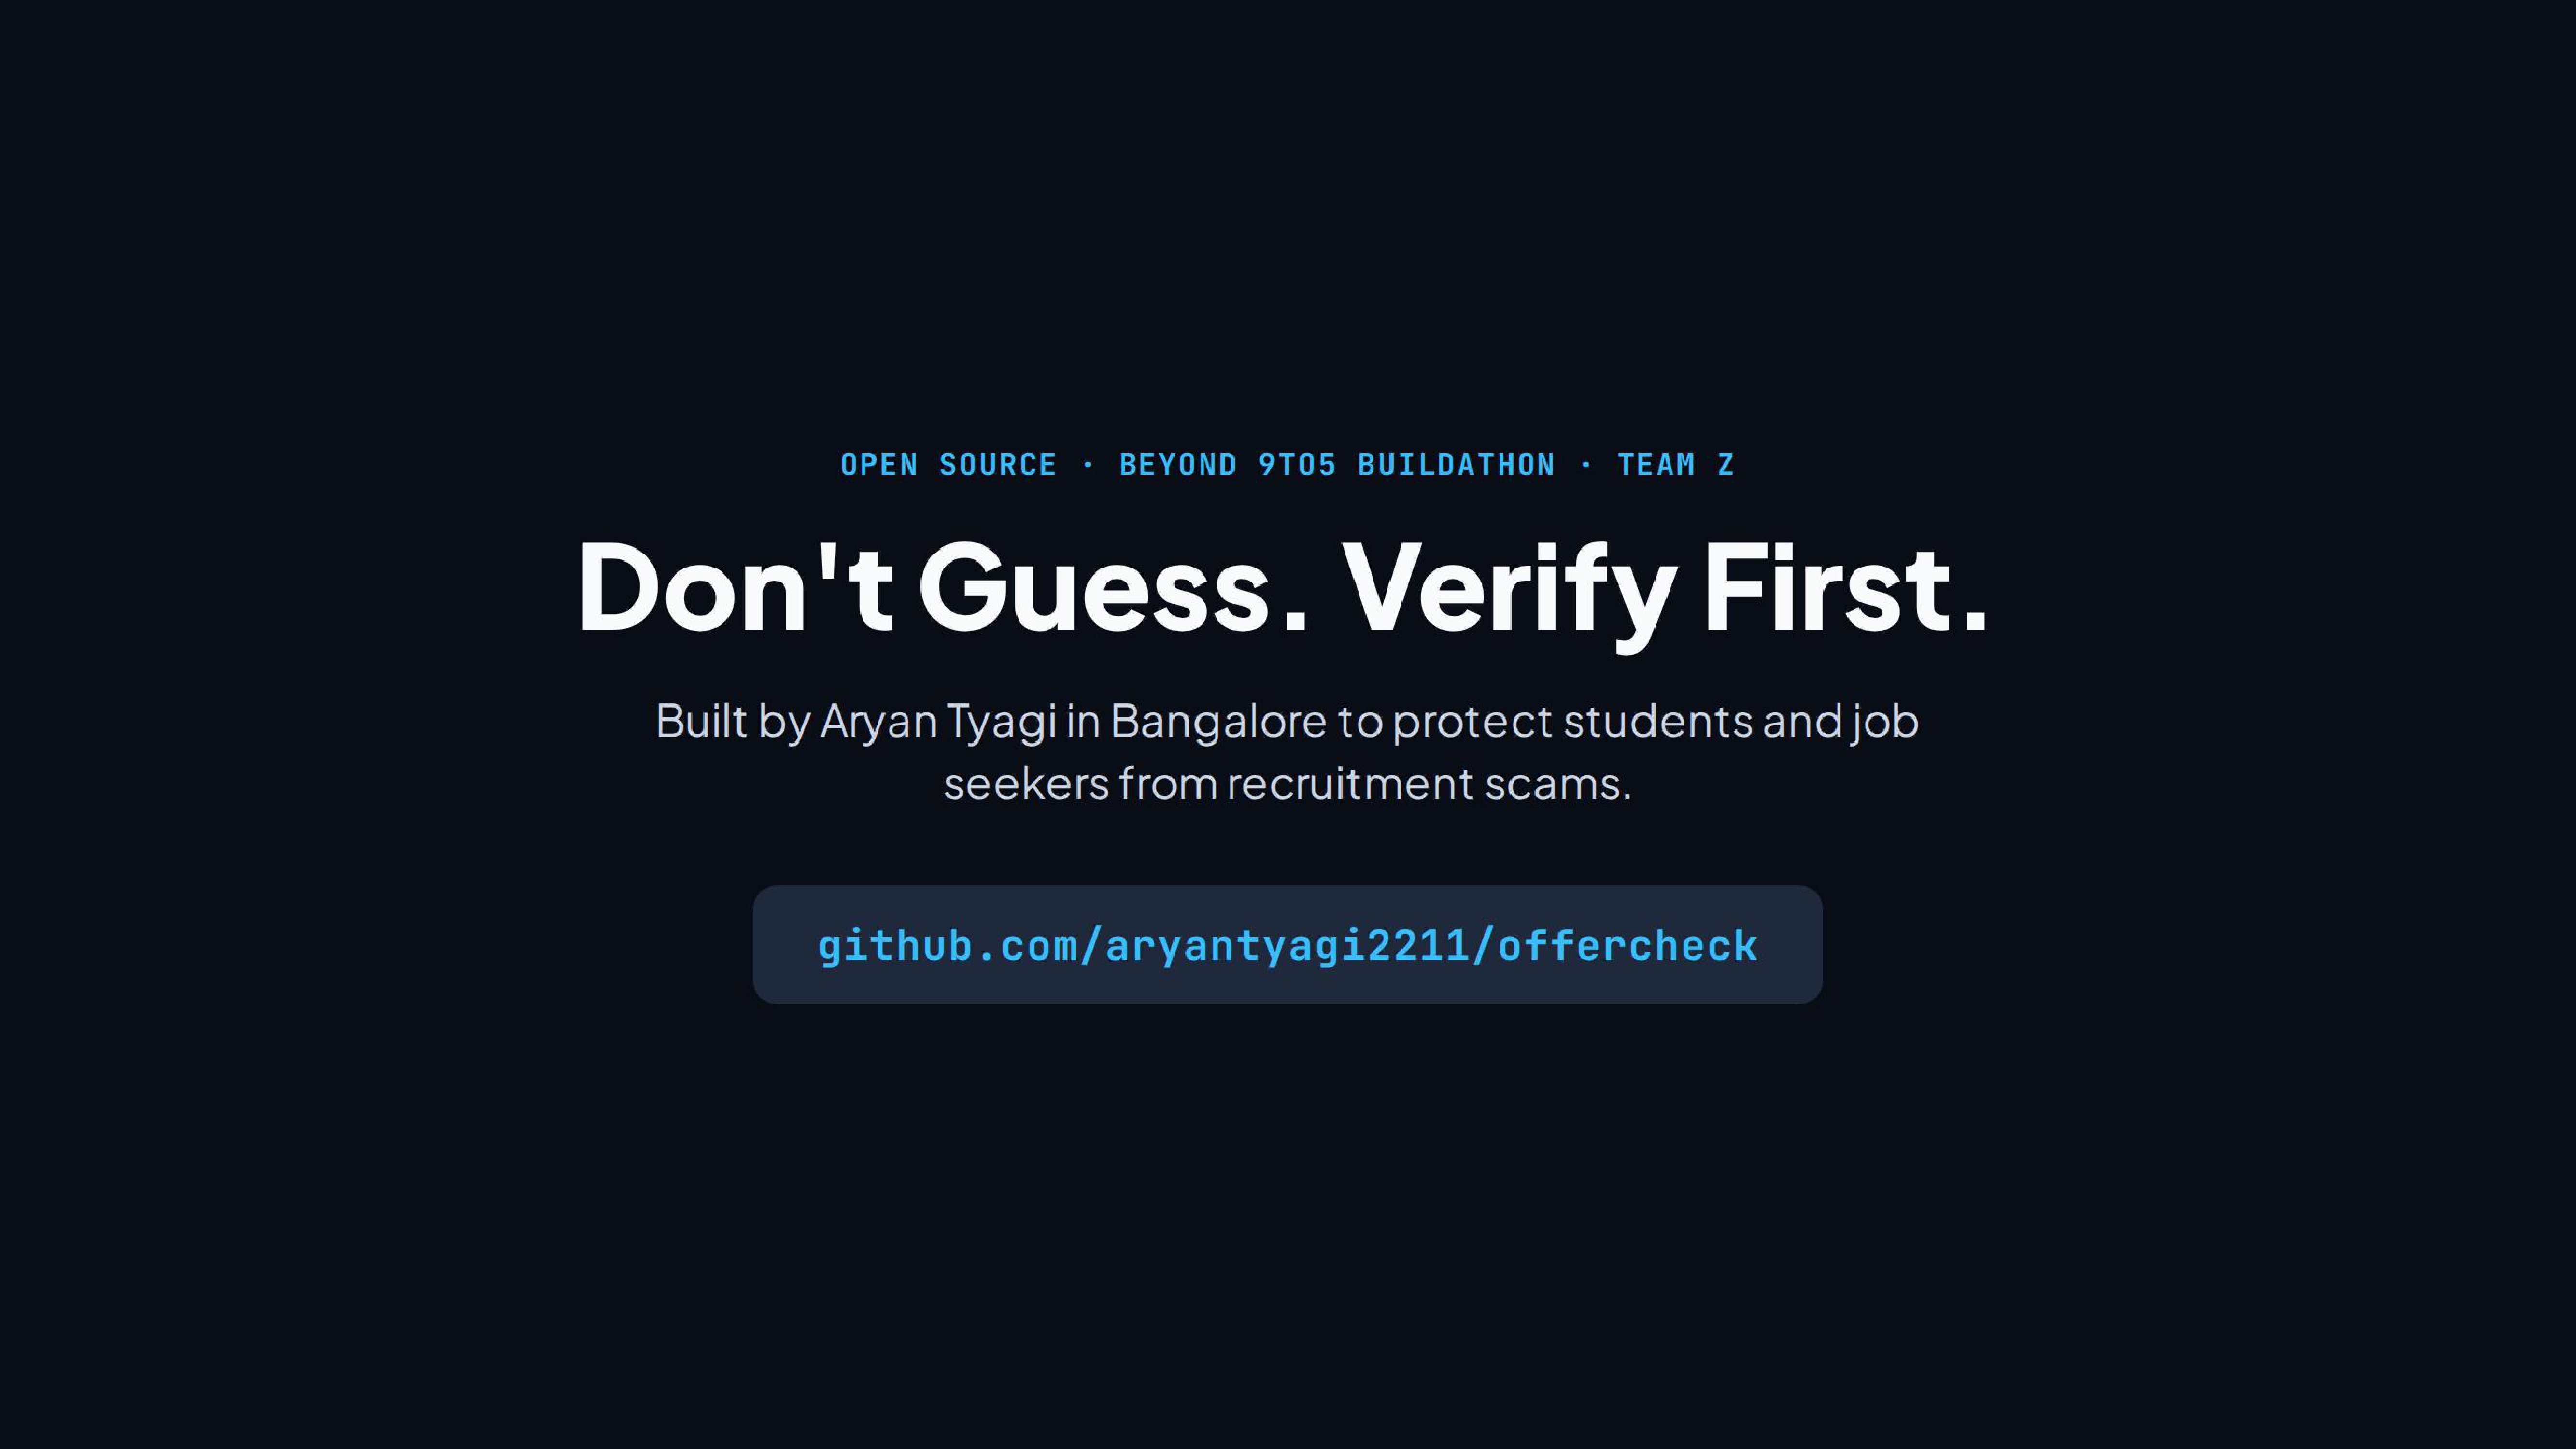 OPEN SOURCE · BEYOND 9TO5 BUILDATHON · TEAM Z
Don't Guess. Verify First.
Built by Aryan Tyagi in Bangalore to protect students and job
seekers from recruitment scams.
github.com/aryantyagi2211/offercheck